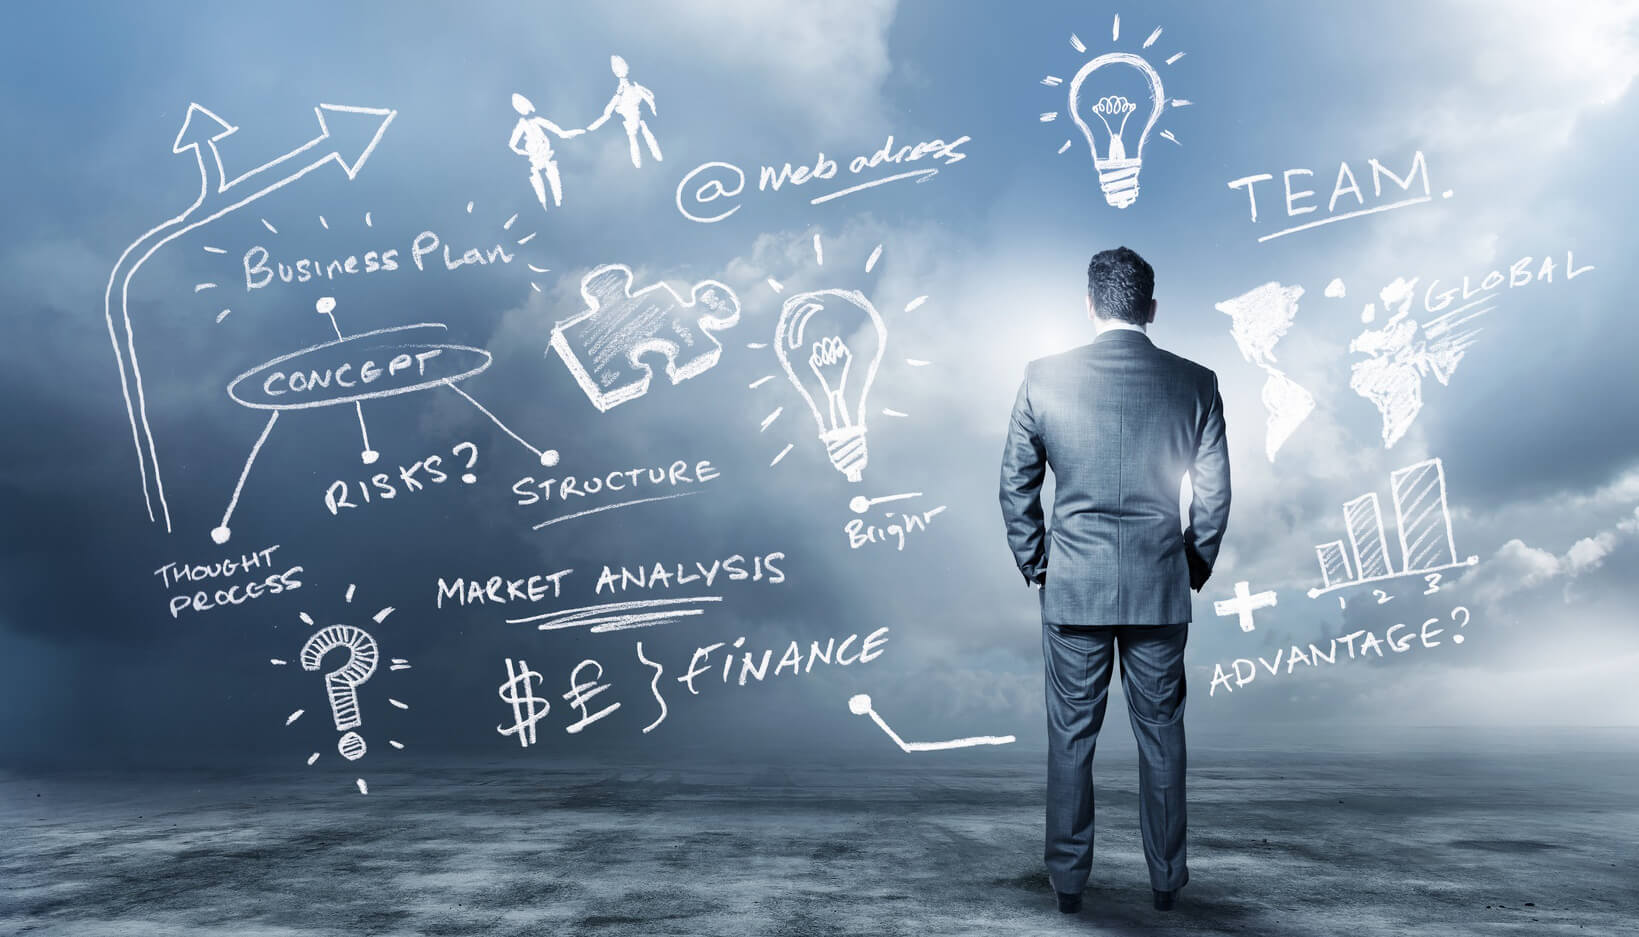 @ Web adress
TEAM.
Business Plan
GLOBAL
CONCEPT
RISKS?
STRUCTURE
Bright
THOUGHT
PROCESS
MARKET ANALYSIS
?
$ £ } FINANCE
+
1 2 3
ADVANTAGE?